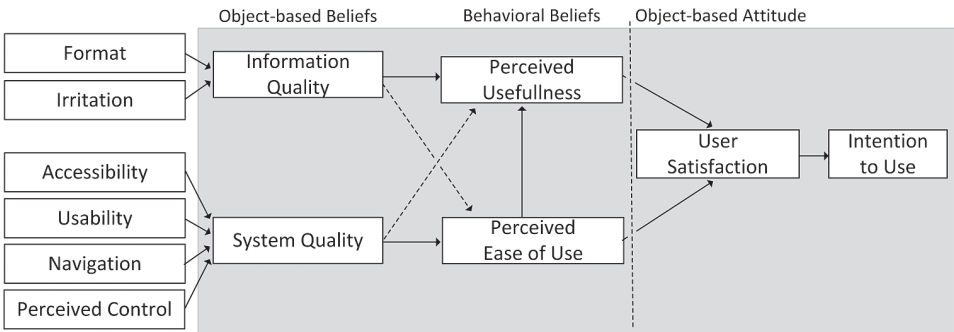 Object-based Beliefs
Behavioral Beliefs
Object-based Attitude
Format
Irritation
Accessibility
Usability
Navigation
Perceived Control
Information
Quality
System Quality
Perceived
Usefullness
Perceived
Ease of Use
User
Satisfaction
Intention
to Use